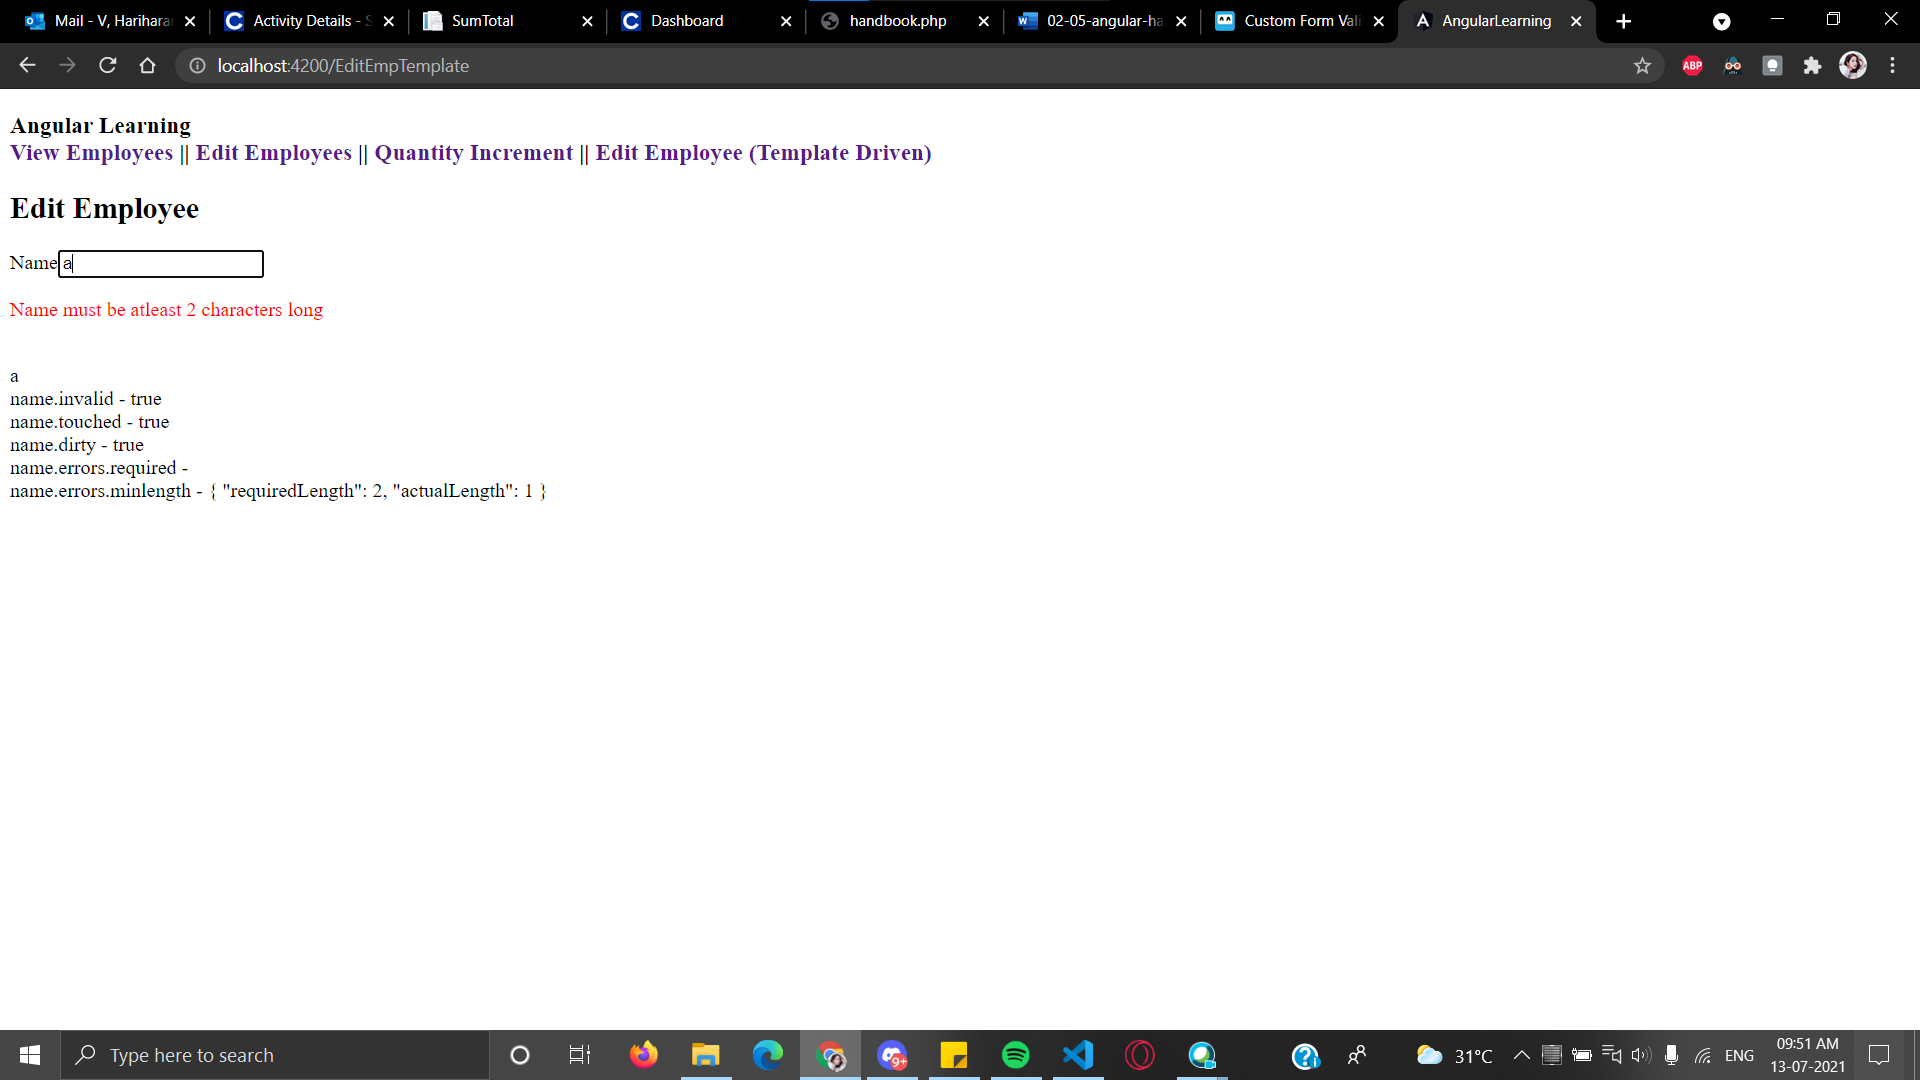 Mail - V, Hariharan
Activity Details - S
SumTotal
Dashboard
handbook.php
02-05-angular-ha
Custom Form Vali
AngularLearning
localhost:4200/EditEmpTemplate
ABP
Angular Learning
View Employees || Edit Employees || Quantity Increment || Edit Employee (Template Driven)
Edit Employee
Name a
Name must be atleast 2 characters long
a
name.invalid - true
name.touched - true
name.dirty - true
name.errors.required -
name.errors.minlength - { "requiredLength": 2, "actualLength": 1 }
Type here to search
9+
31°C
ENG
09:51 AM
13-07-2021